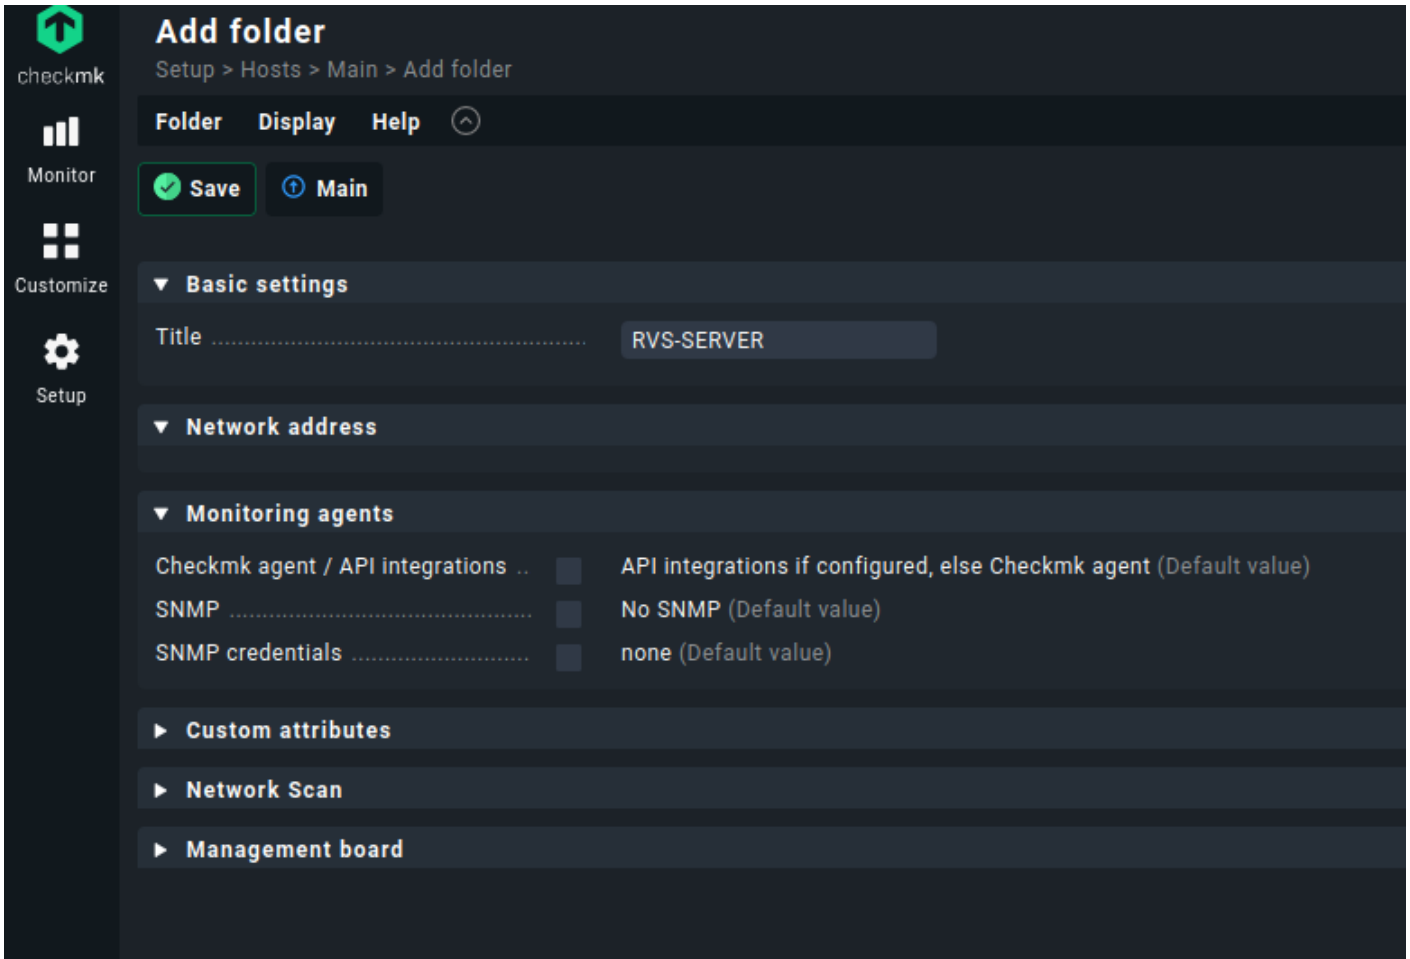 Add folder
Setup > Hosts > Main > Add folder
checkmk
Folder Display Help
Monitor
Save Main
Customize
Basic settings
Title RVS-SERVER
Setup
Network address
Monitoring agents
Checkmk agent / API integrations .. API integrations if configured, else Checkmk agent (Default value)
SNMP No SNMP (Default value)
SNMP credentials none (Default value)
Custom attributes
Network Scan
Management board